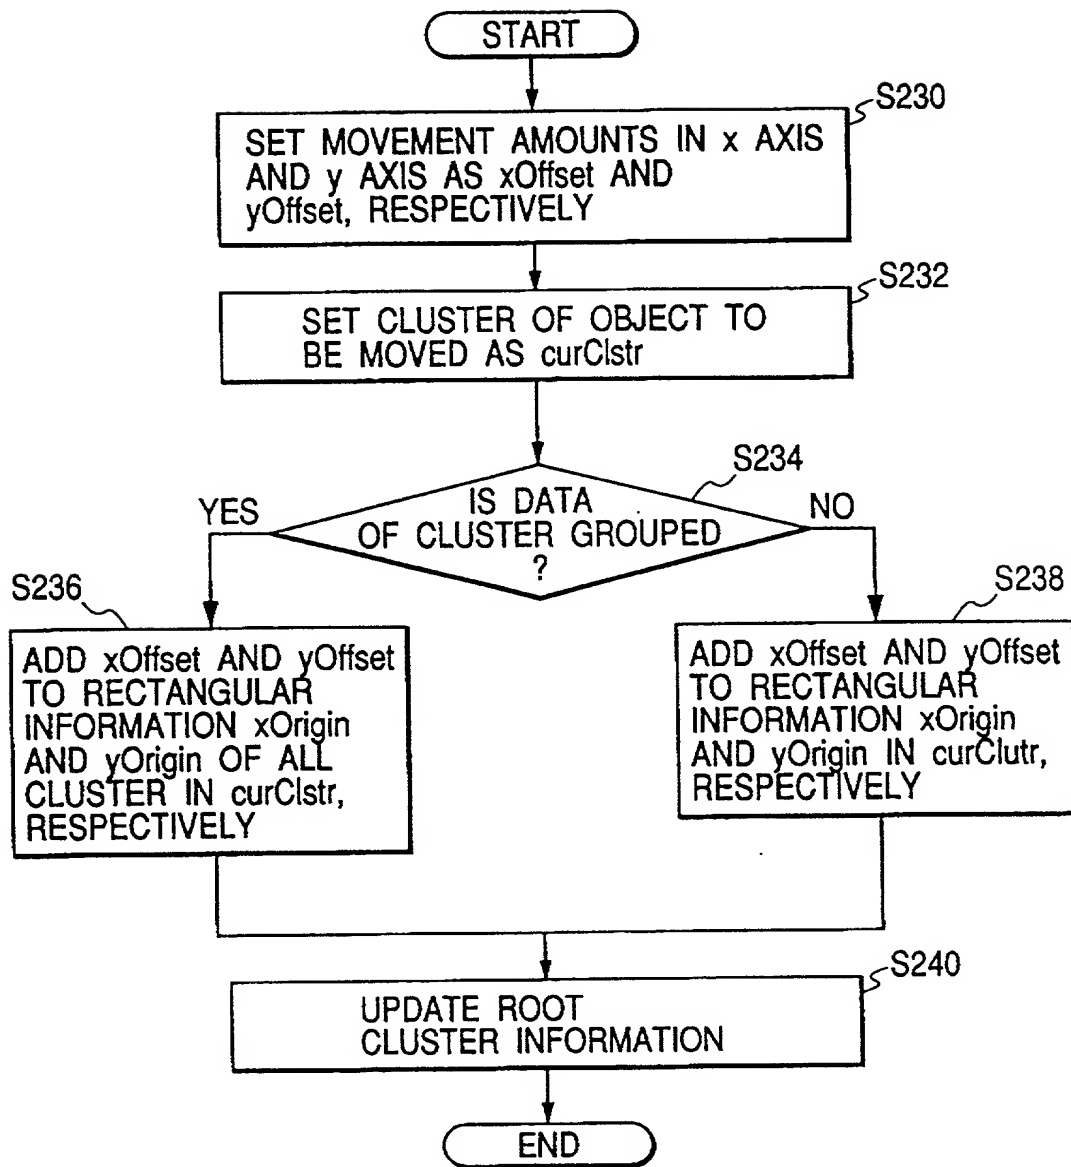 START
S230
SET MOVEMENT AMOUNTS IN x AXIS
AND y AXIS AS xOffset AND
yOffset, RESPECTIVELY
S232
SET CLUSTER OF OBJECT TO
BE MOVED AS curClstr
S234
IS DATA
OF CLUSTER GROUPED
?
YES
NO
S236
ADD xOffset AND yOffset
TO RECTANGULAR
INFORMATION xOrigin
AND yOrigin OF ALL
CLUSTER IN curClstr,
RESPECTIVELY
S238
ADD xOffset AND yOffset
TO RECTANGULAR
INFORMATION xOrigin
AND yOrigin IN curClutr,
RESPECTIVELY
S240
UPDATE ROOT
CLUSTER INFORMATION
END